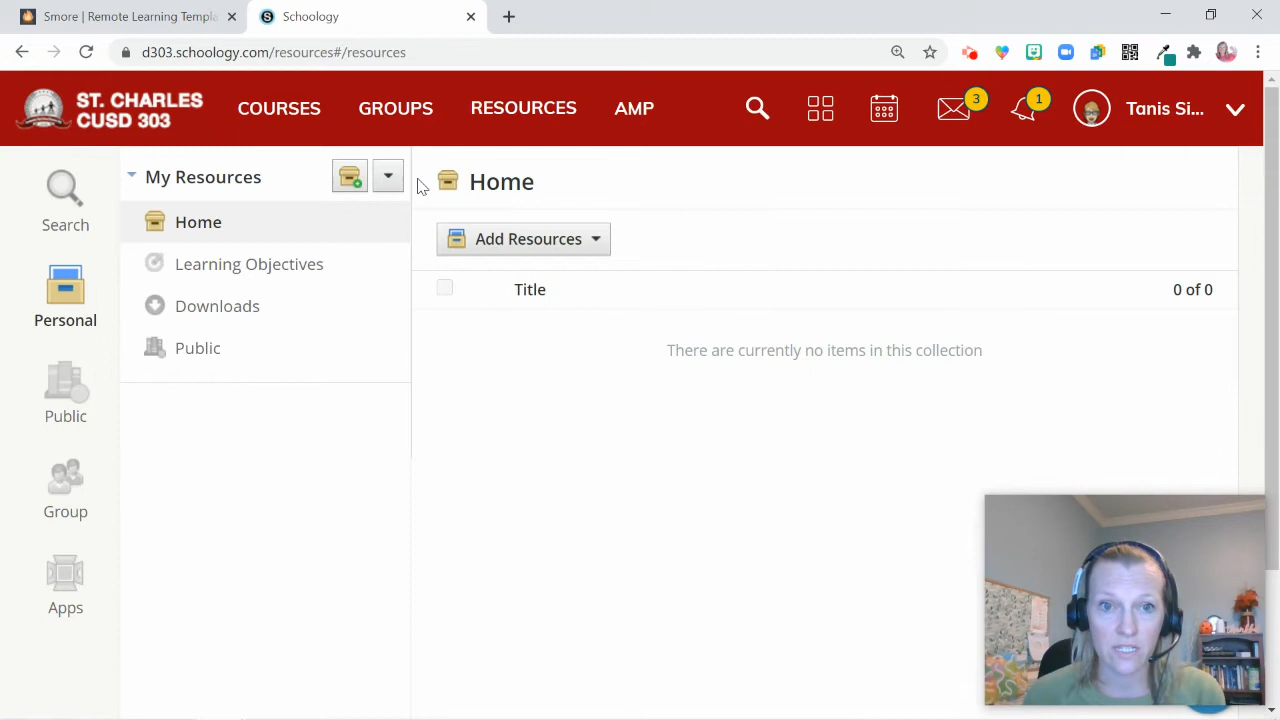 Smore | Remote Learning Templa
Schoology
d303.schoology.com/resources#/resources
ST. CHARLES
CUSD 303
COURSES
GROUPS
RESOURCES
AMP
3
1
Tanis Si...
Search
Personal
Public
Group
Apps
My Resources
Home
Learning Objectives
Downloads
Public
Home
Add Resources
Title
0 of 0
There are currently no items in this collection